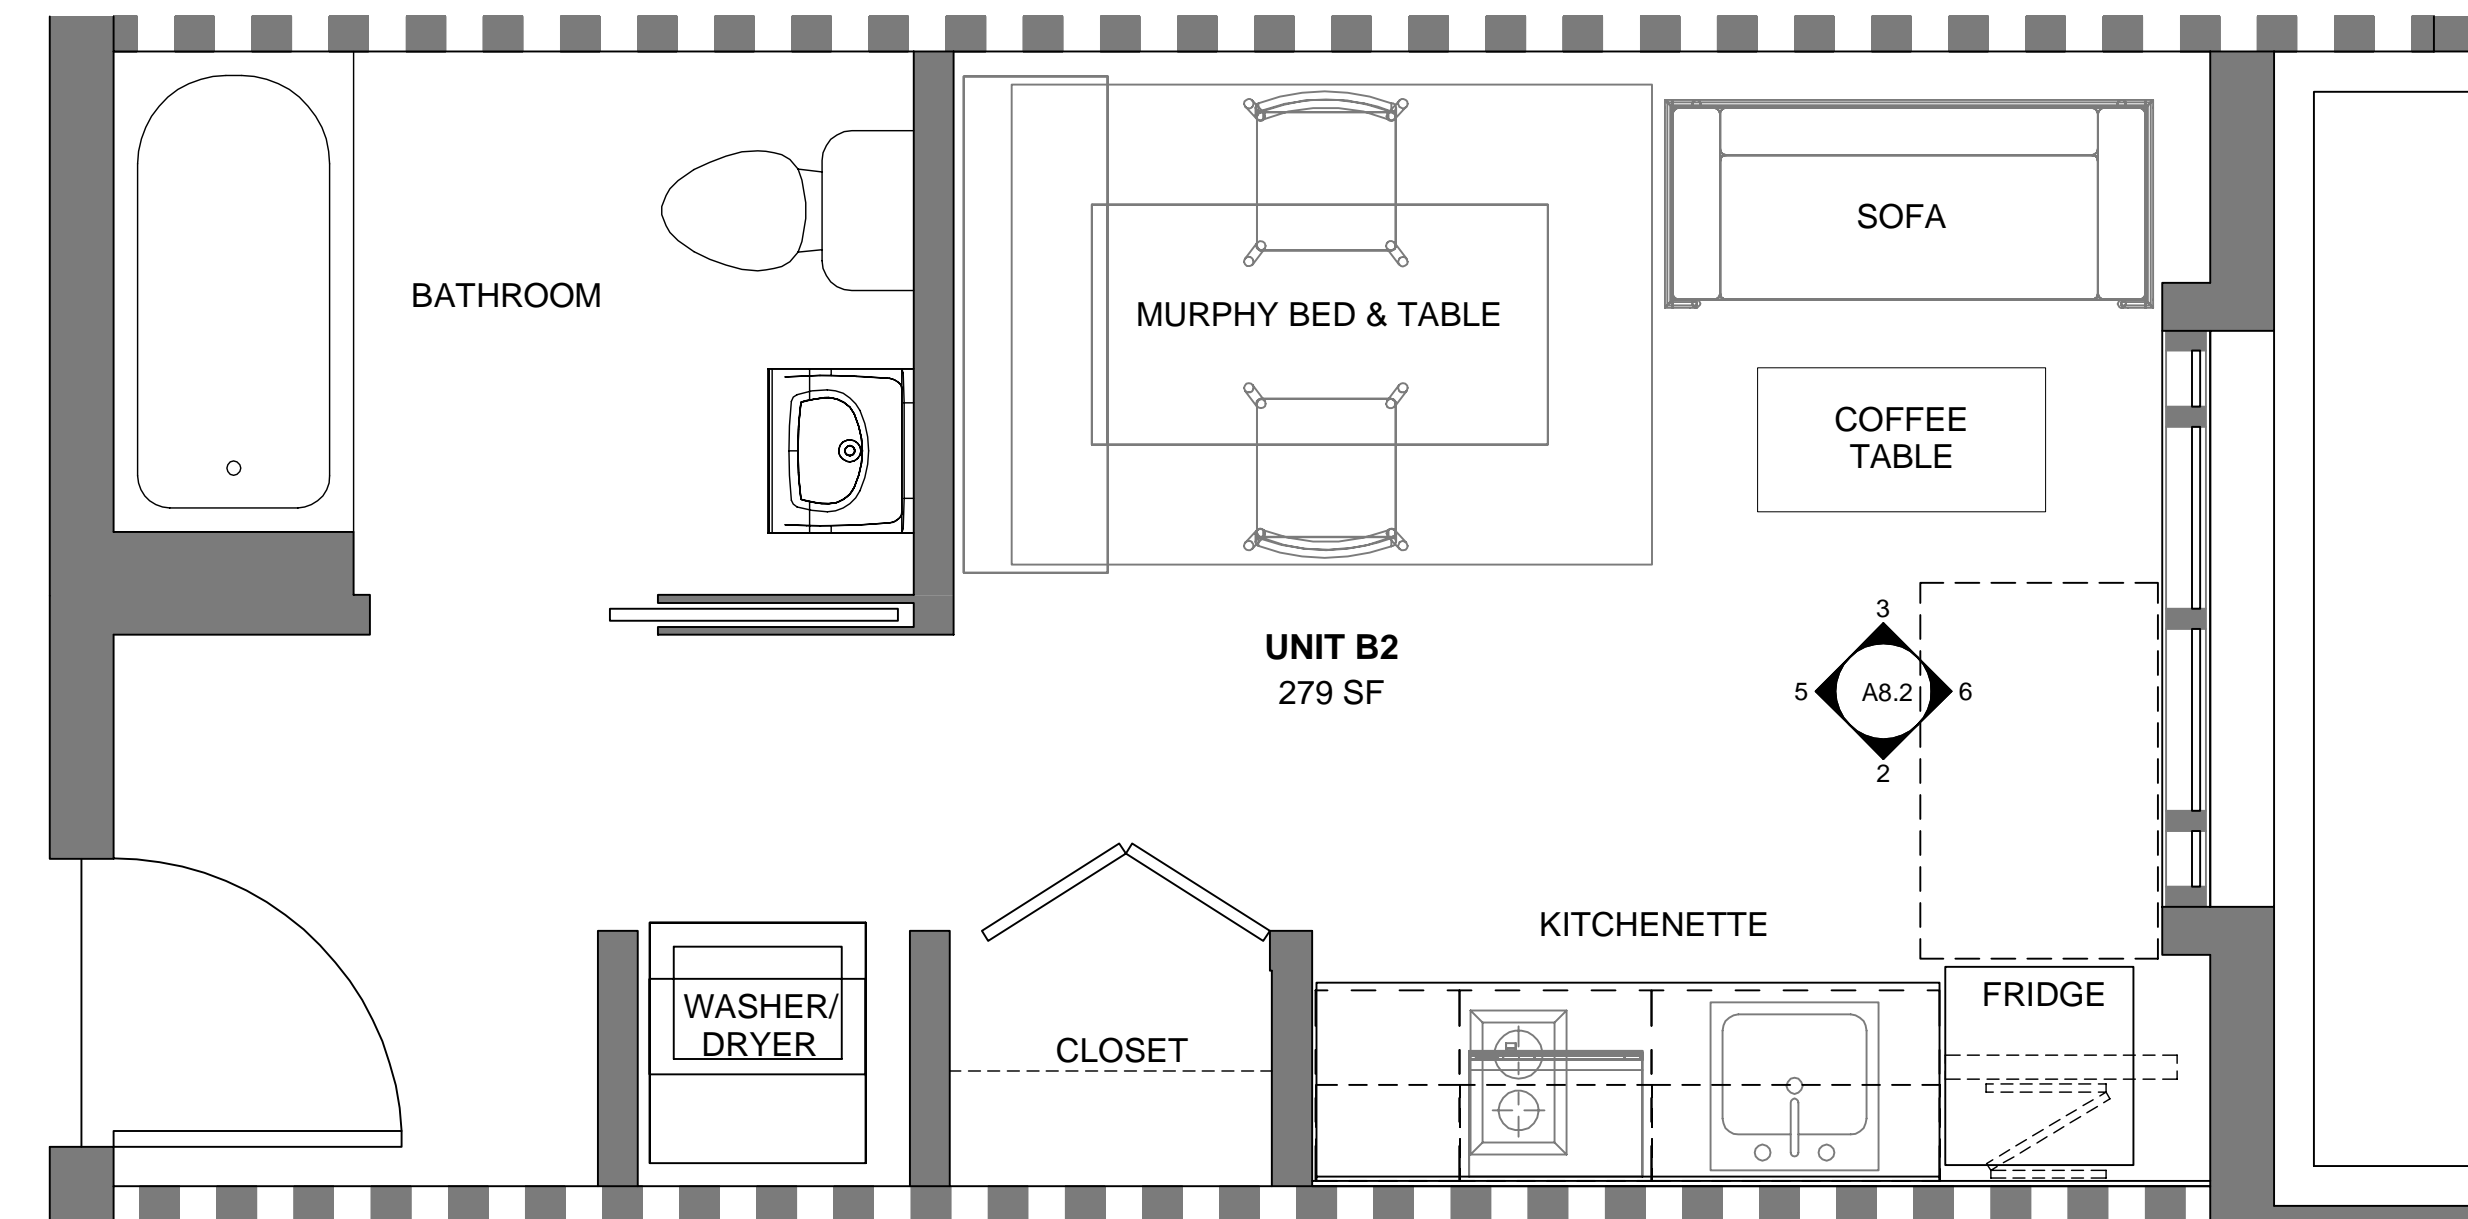 SOFA
BATHROOM
MURPHY BED & TABLE
COFFEE
TABLE
3
UNIT B2
279 SF
5
A8.2
6
2
KITCHENETTE
WASHER/
DRYER
CLOSET
FRIDGE